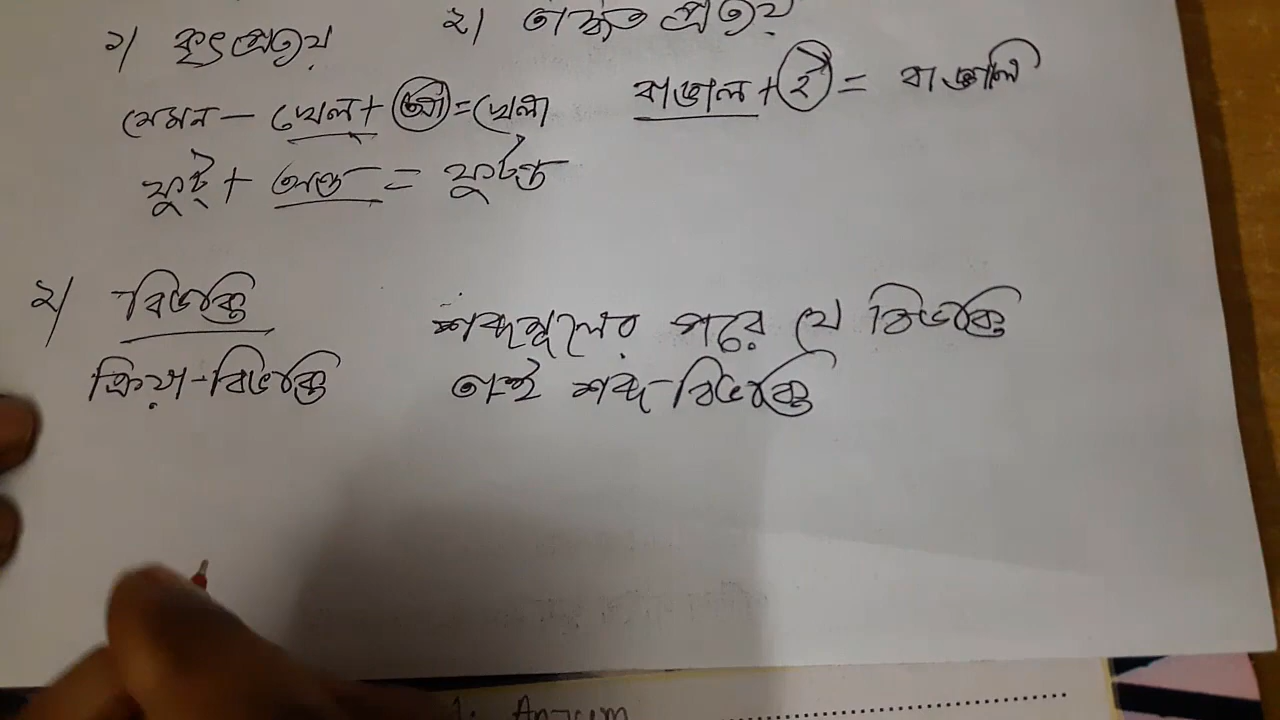 ১| কৃৎপ্রত্যয় ২| তদ্ধিত প্রত্যয়
যেমন – খেল্ + আ = খেলা বাঙাল + ই = বাঙালি
ফুট্ + অন্ত = ফুটন্ত
২| বিভক্তি শব্দমূলের পরে যে বিভক্তি
ক্রিয়া-বিভক্তি তাই শব্দ-বিভক্তি